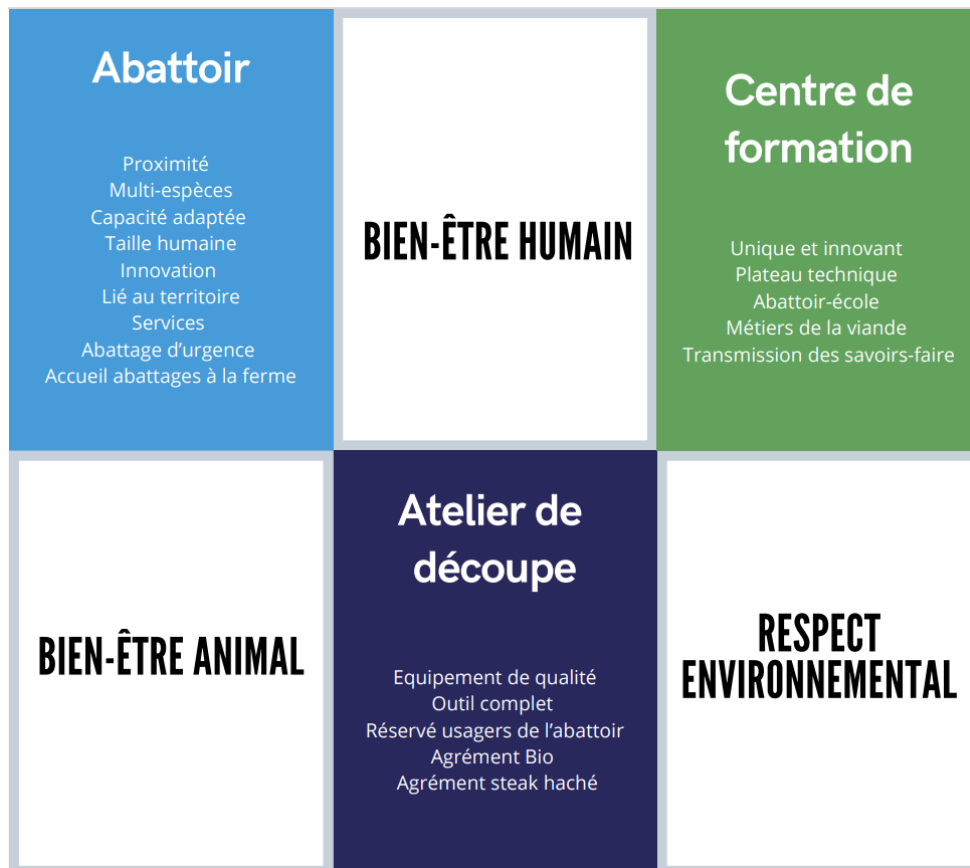 Abattoir
Proximité
Multi-espèces
Capacité adaptée
Taille humaine
Innovation
Lié au territoire
Services
Abattage d'urgence
Accueil abattages à la ferme
BIEN-ÊTRE HUMAIN
Centre de
formation
Unique et innovant
Plateau technique
Abattoir-école
Métiers de la viande
Transmission des savoirs-faire
BIEN-ÊTRE ANIMAL
Atelier de
découpe
Equipement de qualité
Outil complet
Réservé usagers de l'abattoir
Agrément Bio
Agrément steak haché
RESPECT
ENVIRONNEMENTAL